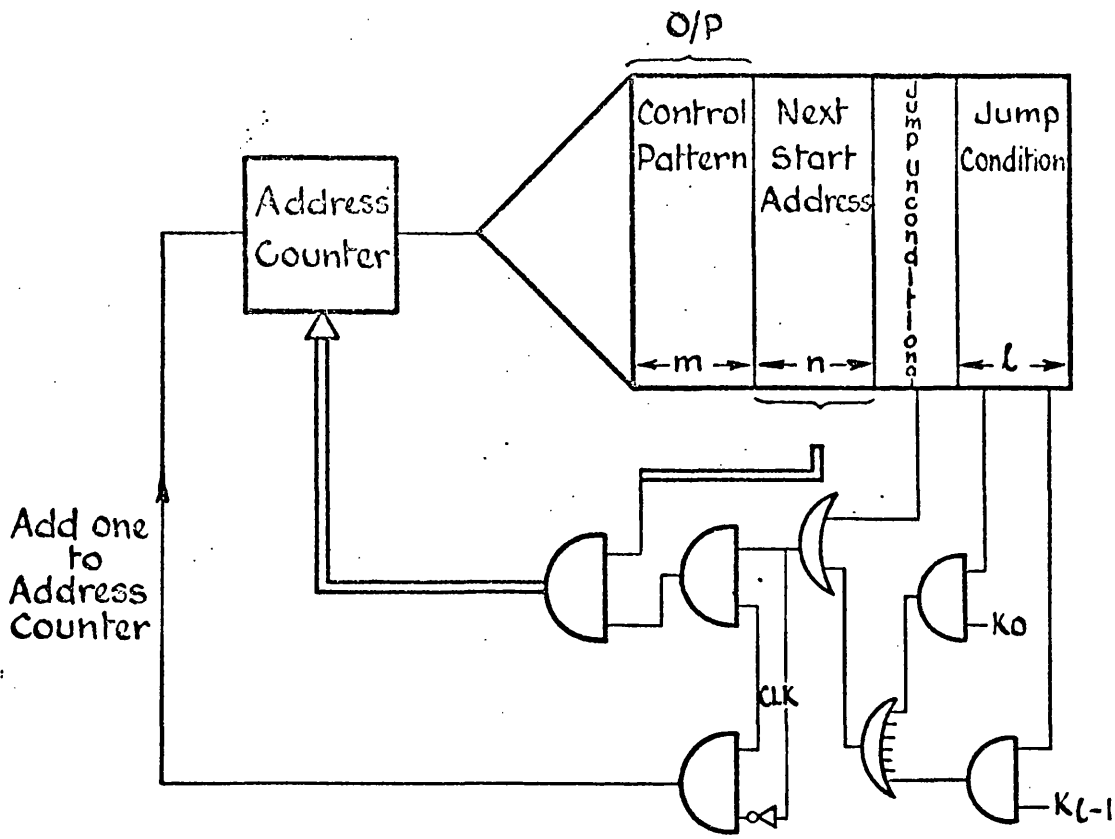 O/P
Control
Pattern
Next
Start
Address
Jump Unconditional
Jump
Condition
Address
Counter
m
n
l
Add one
to
Address
Counter
K0
CLK
Kl-1